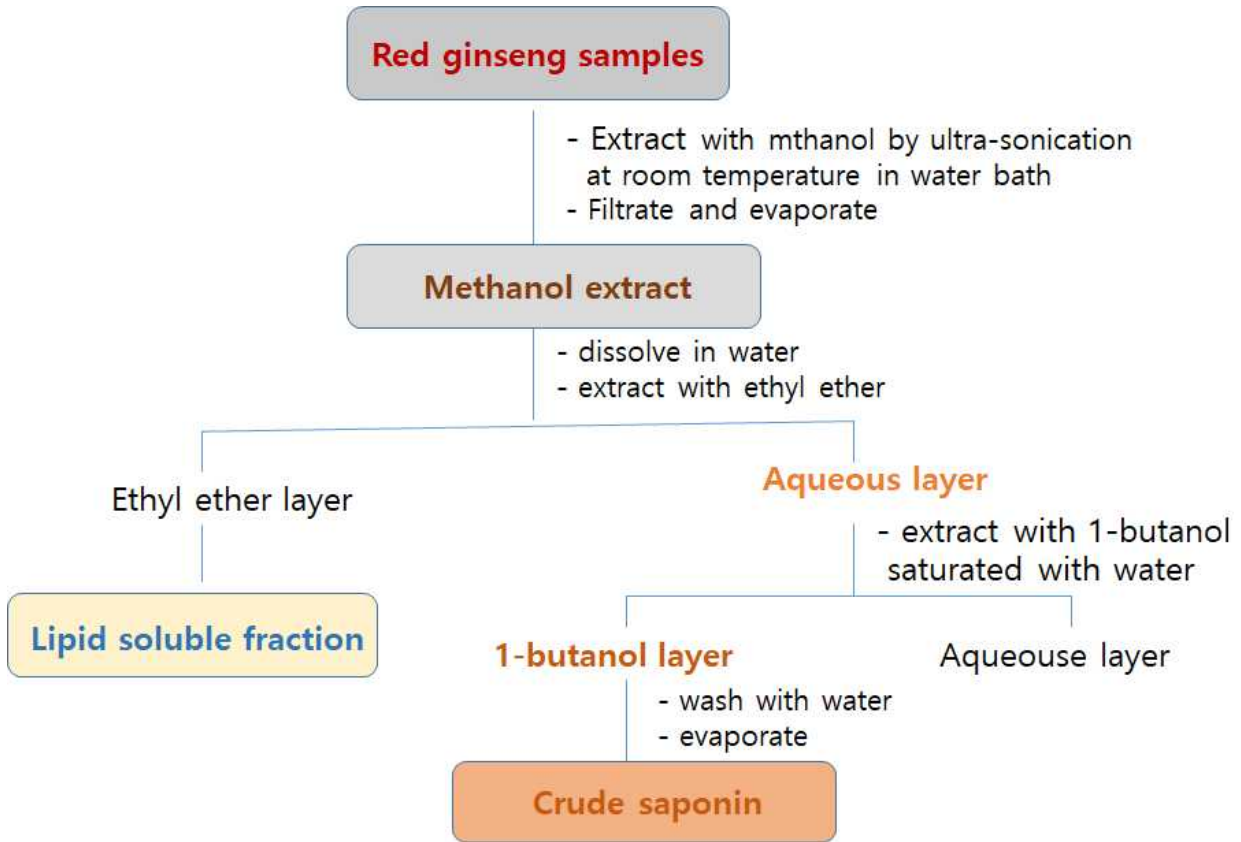 Red ginseng samples
- Extract with mthanol by ultra-sonication
at room temperature in water bath
- Filtrate and evaporate
Methanol extract
- dissolve in water
- extract with ethyl ether
Ethyl ether layer
Aqueous layer
- extract with 1-butanol
saturated with water
Lipid soluble fraction
1-butanol layer
Aqueouse layer
- wash with water
- evaporate
Crude saponin